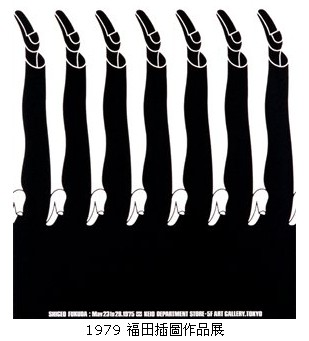 SHIGEO FUKUDA ; May 23 to 28. 1975 KEIO DEPARTMENT STORE · 5F ART GALLERY. TOKYO
1979 福田插圖作品展